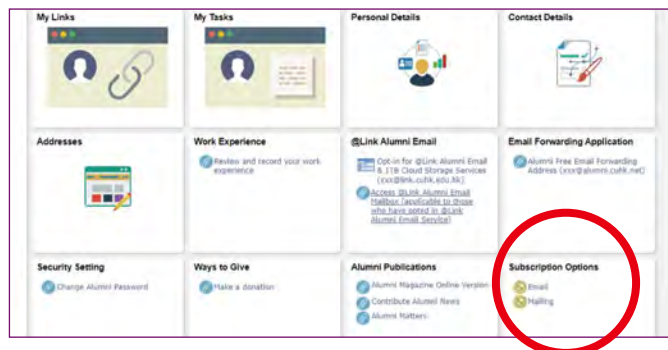 My Links
My Tasks
Personal Details
Contact Details
Addresses
Work Experience
Review and record your work
experience
@Link Alumni Email
Opt-in for @Link Alumni Email
& 1TB Cloud Storage Services
(xxx@link.cuhk.edu.hk)
Access @Link Alumni Email
Mailbox (applicable to those
who have opted in @Link
Alumni Email Service)
Email Forwarding Application
Alumni Free Email Forwarding
Address (xxx@alumni.cuhk.net)
Security Setting
Change Alumni Password
Ways to Give
Make a donation
Alumni Publications
Alumni Magazine Online Version
Contribute Alumni News
Alumni Matters
Subscription Options
Email
Mailing